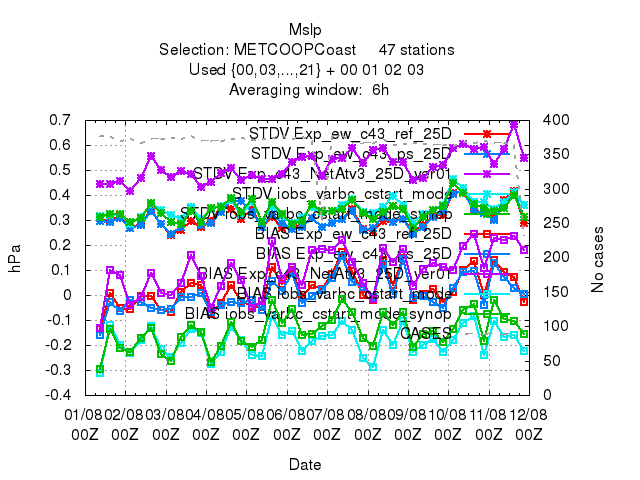 Mslp
Selection: METCOOPCoast 47 stations
Used {00,03,...,21} + 00 01 02 03
Averaging window: 6h
0.7
0.6
0.5
0.4
0.3
0.2
0.1
0
-0.1
-0.2
-0.3
-0.4
hPa
400
350
300
250
200
150
100
50
0
No cases
STDV Exp_ew_c43_ref_25D
STDV Exp_ew_c43_ps_25D
STDV Exp_c43_NetAtv3_25D_ver01
STDV iobs_varbc_cstart_mode
STDV iobs_varbc_cstart_mode_synop
BIAS Exp_ew_c43_ref_25D
BIAS Exp_ew_c43_ps_25D
BIAS Exp_c43_NetAtv3_25D_ver01
BIAS iobs_varbc_cstart_mode
BIAS iobs_varbc_cstart_mode_synop
CASES
01/08 02/08 03/08 04/08 05/08 06/08 07/08 08/08 09/08 10/08 11/08 12/08
00Z 00Z 00Z 00Z 00Z 00Z 00Z 00Z 00Z 00Z 00Z 00Z
Date